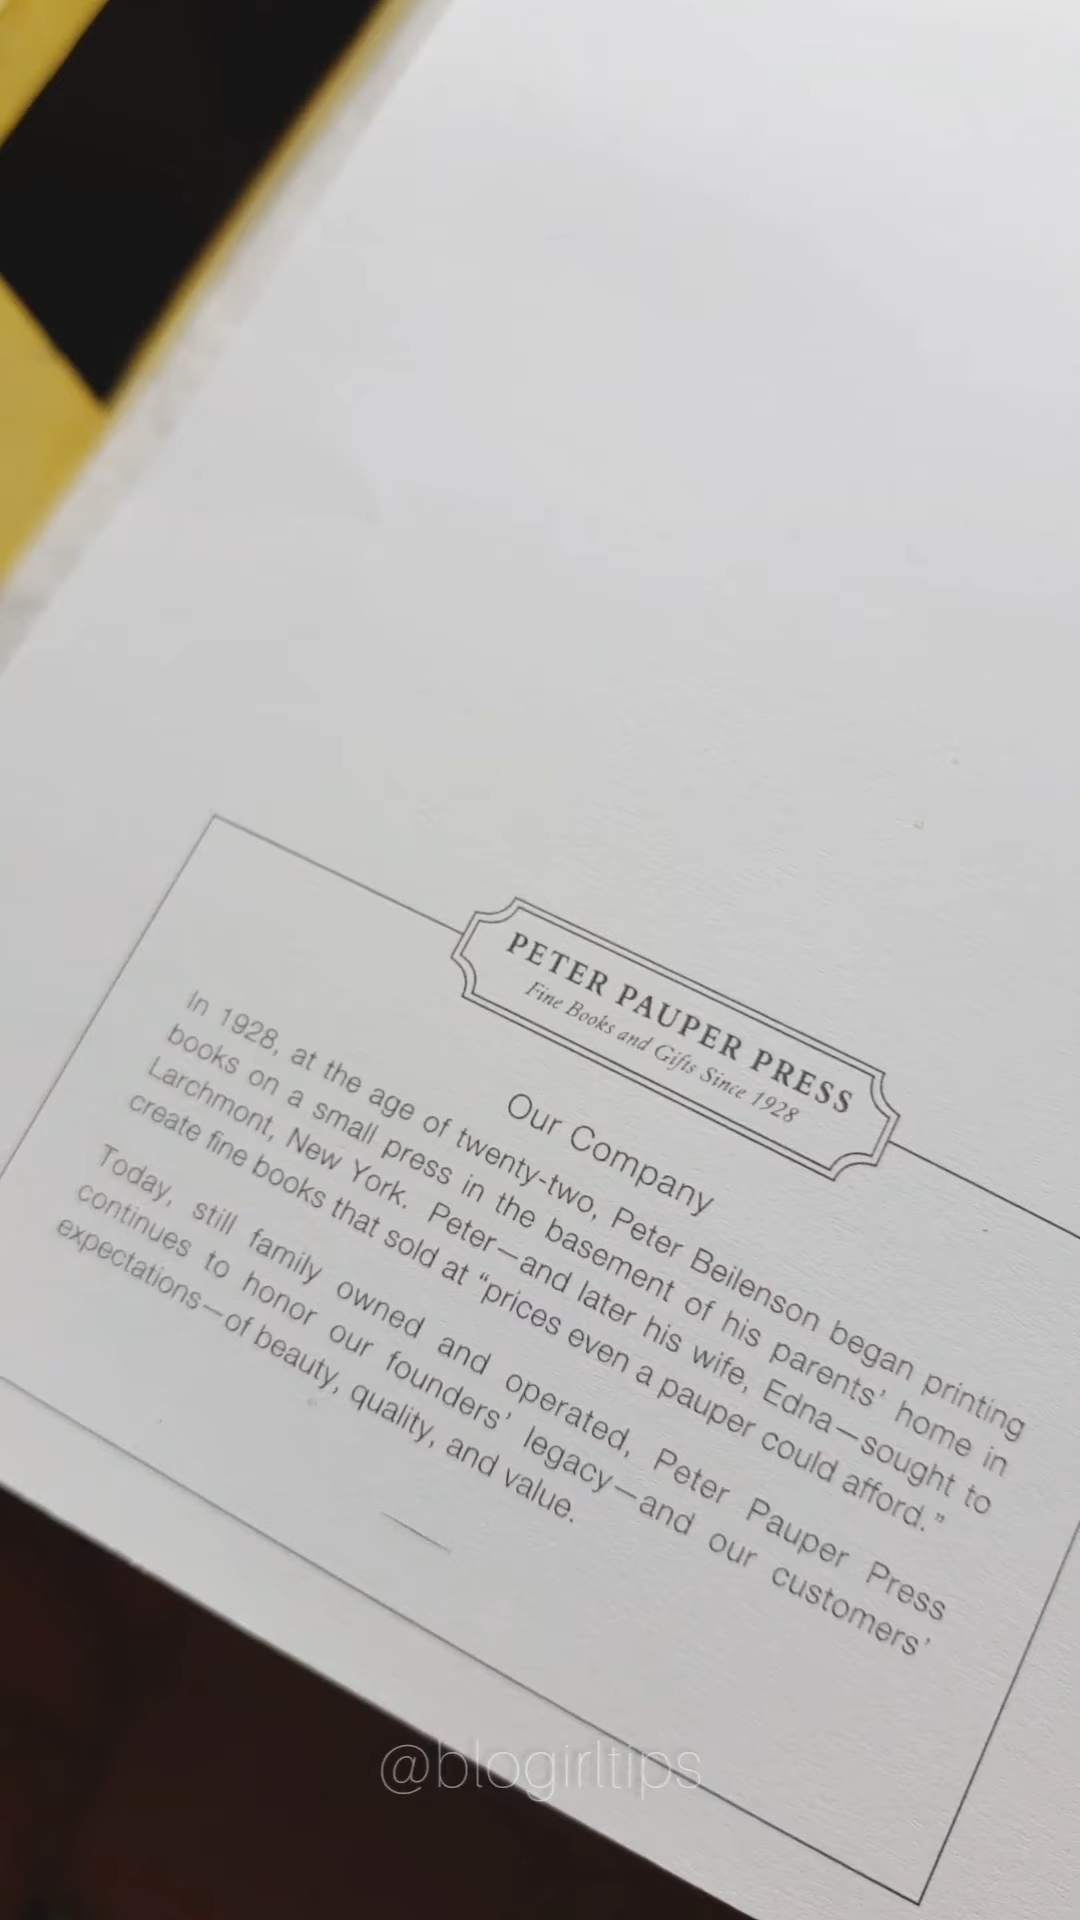 PETER PAUPER PRESS
Fine Books and Gifts Since 1928
Our Company
In 1928, at the age of twenty-two, Peter Beilenson began printing
books on a small press in the basement of his parents' home in
Larchmont, New York. Peter—and later his wife, Edna—sought to
create fine books that sold at “prices even a pauper could afford.”
Today, still family owned and operated, Peter Pauper Press
continues to honor our founders' legacy—and our customers'
expectations—of beauty, quality, and value.
@blogirltips